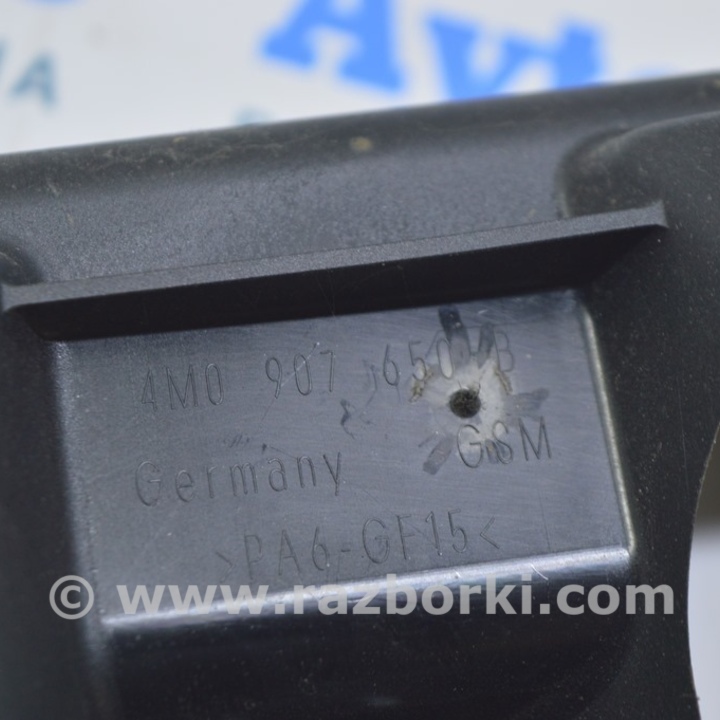 4M0 907 650 B
Germany GSM
>PA6-GF15<
© www.razborki.com